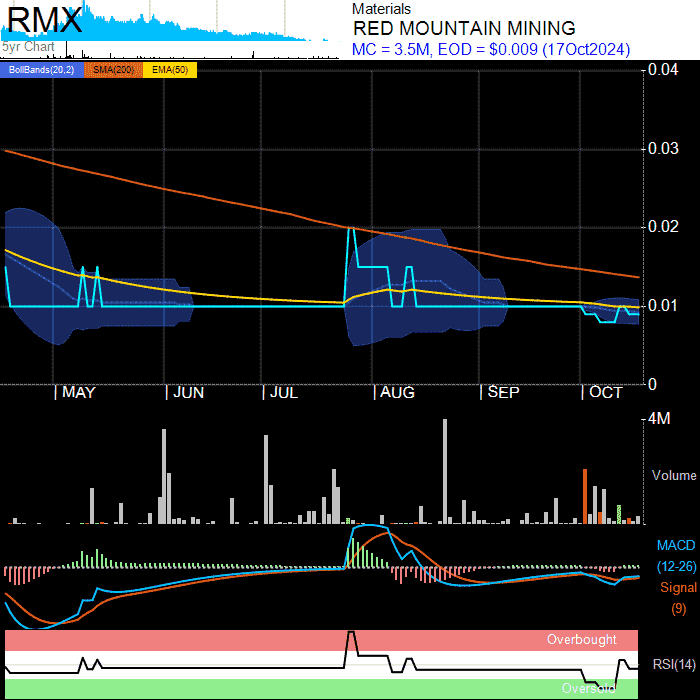 RMX
5yr Chart
Materials
RED MOUNTAIN MINING
MC = 3.5M, EOD = $0.009 (17Oct2024)
BollBands(20,2) SMA(200) EMA(50)
0.04
0.03
0.02
0.01
0
MAY JUN JUL AUG SEP OCT
4M
Volume
MACD
(12-26)
Signal
(9)
Overbought
RSI(14)
Oversold